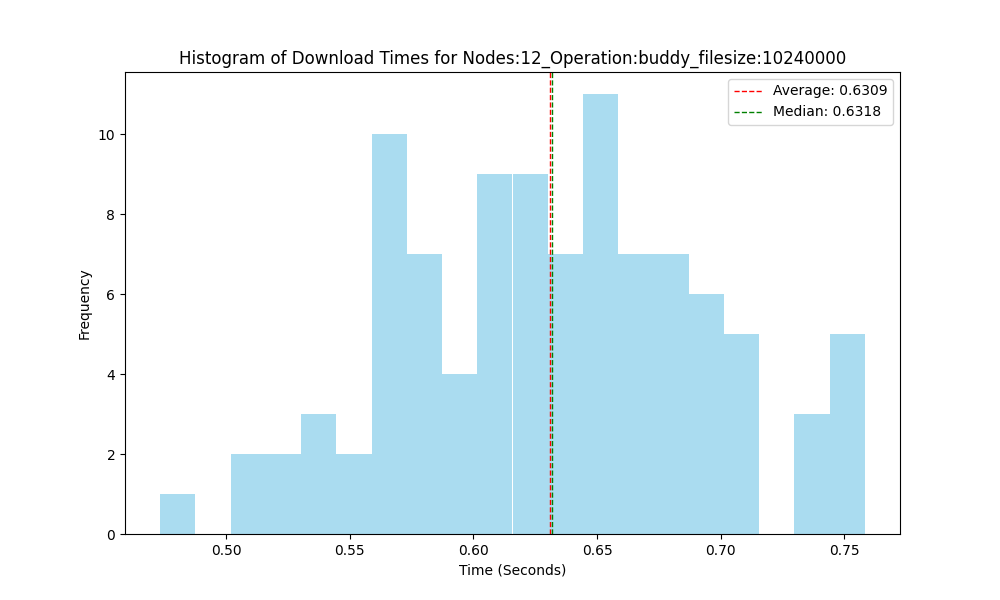 Histogram of Download Times for Nodes:12_Operation:buddy_filesize:10240000
Average: 0.6309
Median: 0.6318
Frequency
10
8
6
4
2
0
0.50 0.55 0.60 0.65 0.70 0.75
Time (Seconds)